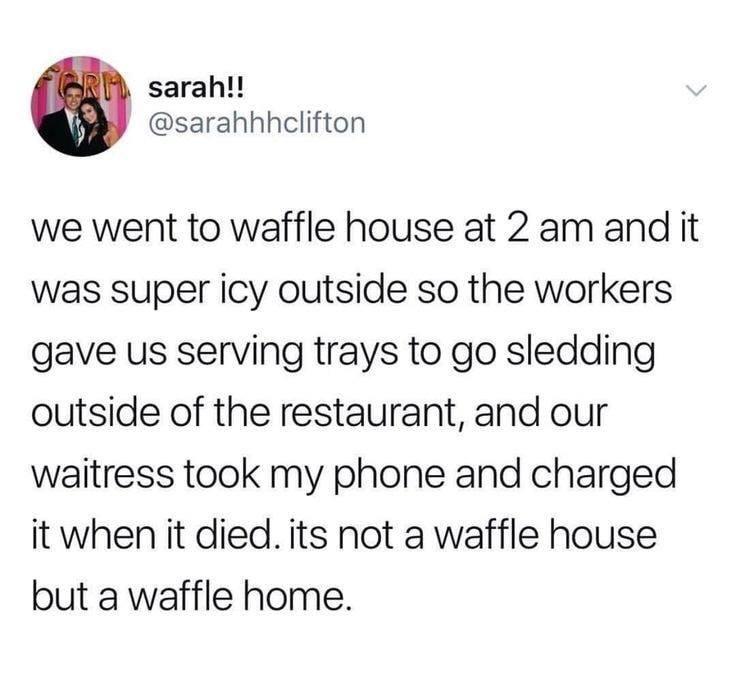 FORM
sarah!!
@sarahhhclifton
we went to waffle house at 2 am and it
was super icy outside so the workers
gave us serving trays to go sledding
outside of the restaurant, and our
waitress took my phone and charged
it when it died. its not a waffle house
but a waffle home.